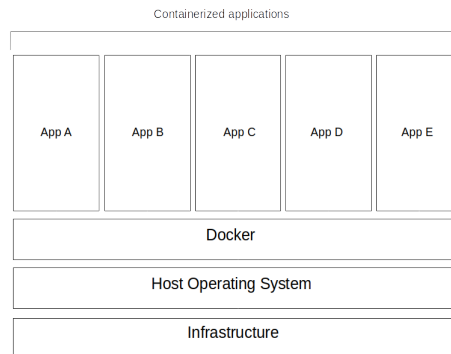 Containerized applications
App A
App B
App C
App D
App E
Docker
Host Operating System
Infrastructure